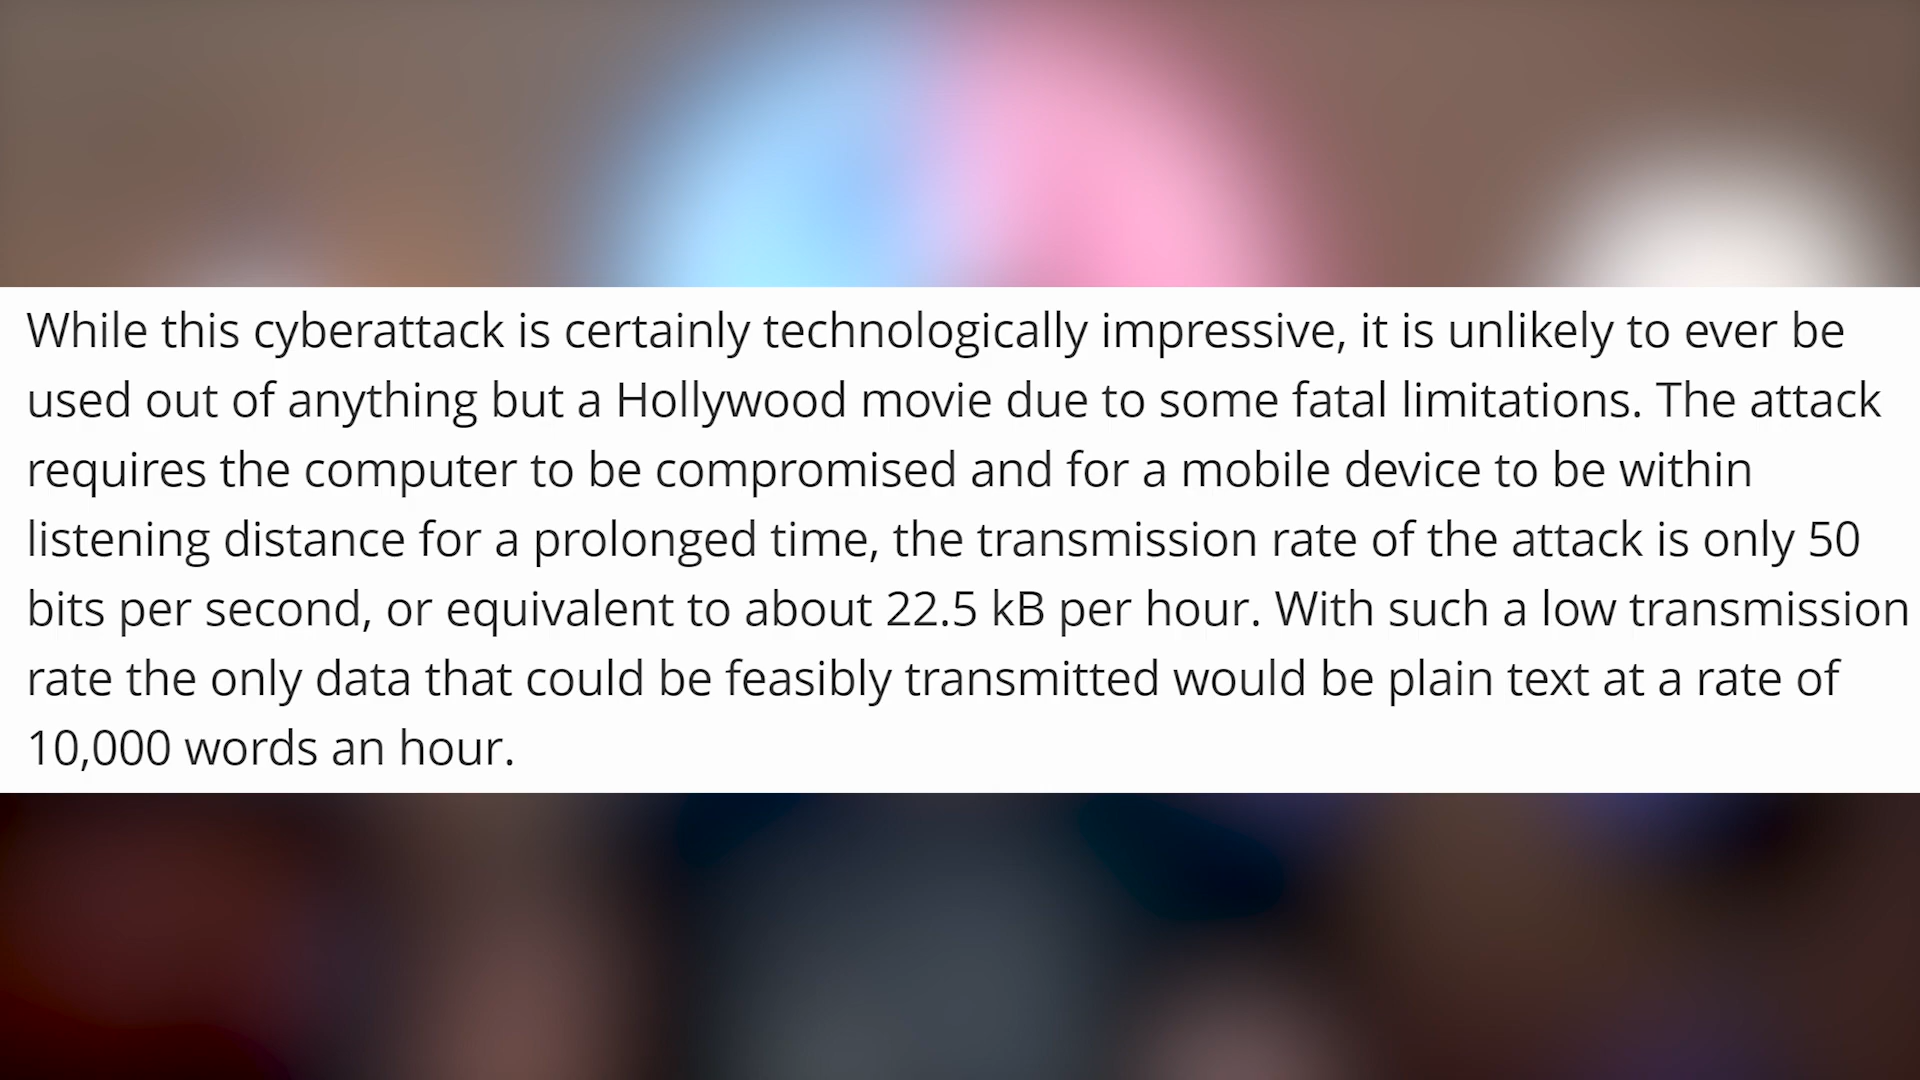 While this cyberattack is certainly technologically impressive, it is unlikely to ever be
used out of anything but a Hollywood movie due to some fatal limitations. The attack
requires the computer to be compromised and for a mobile device to be within
listening distance for a prolonged time, the transmission rate of the attack is only 50
bits per second, or equivalent to about 22.5 kB per hour. With such a low transmission
rate the only data that could be feasibly transmitted would be plain text at a rate of
10,000 words an hour.